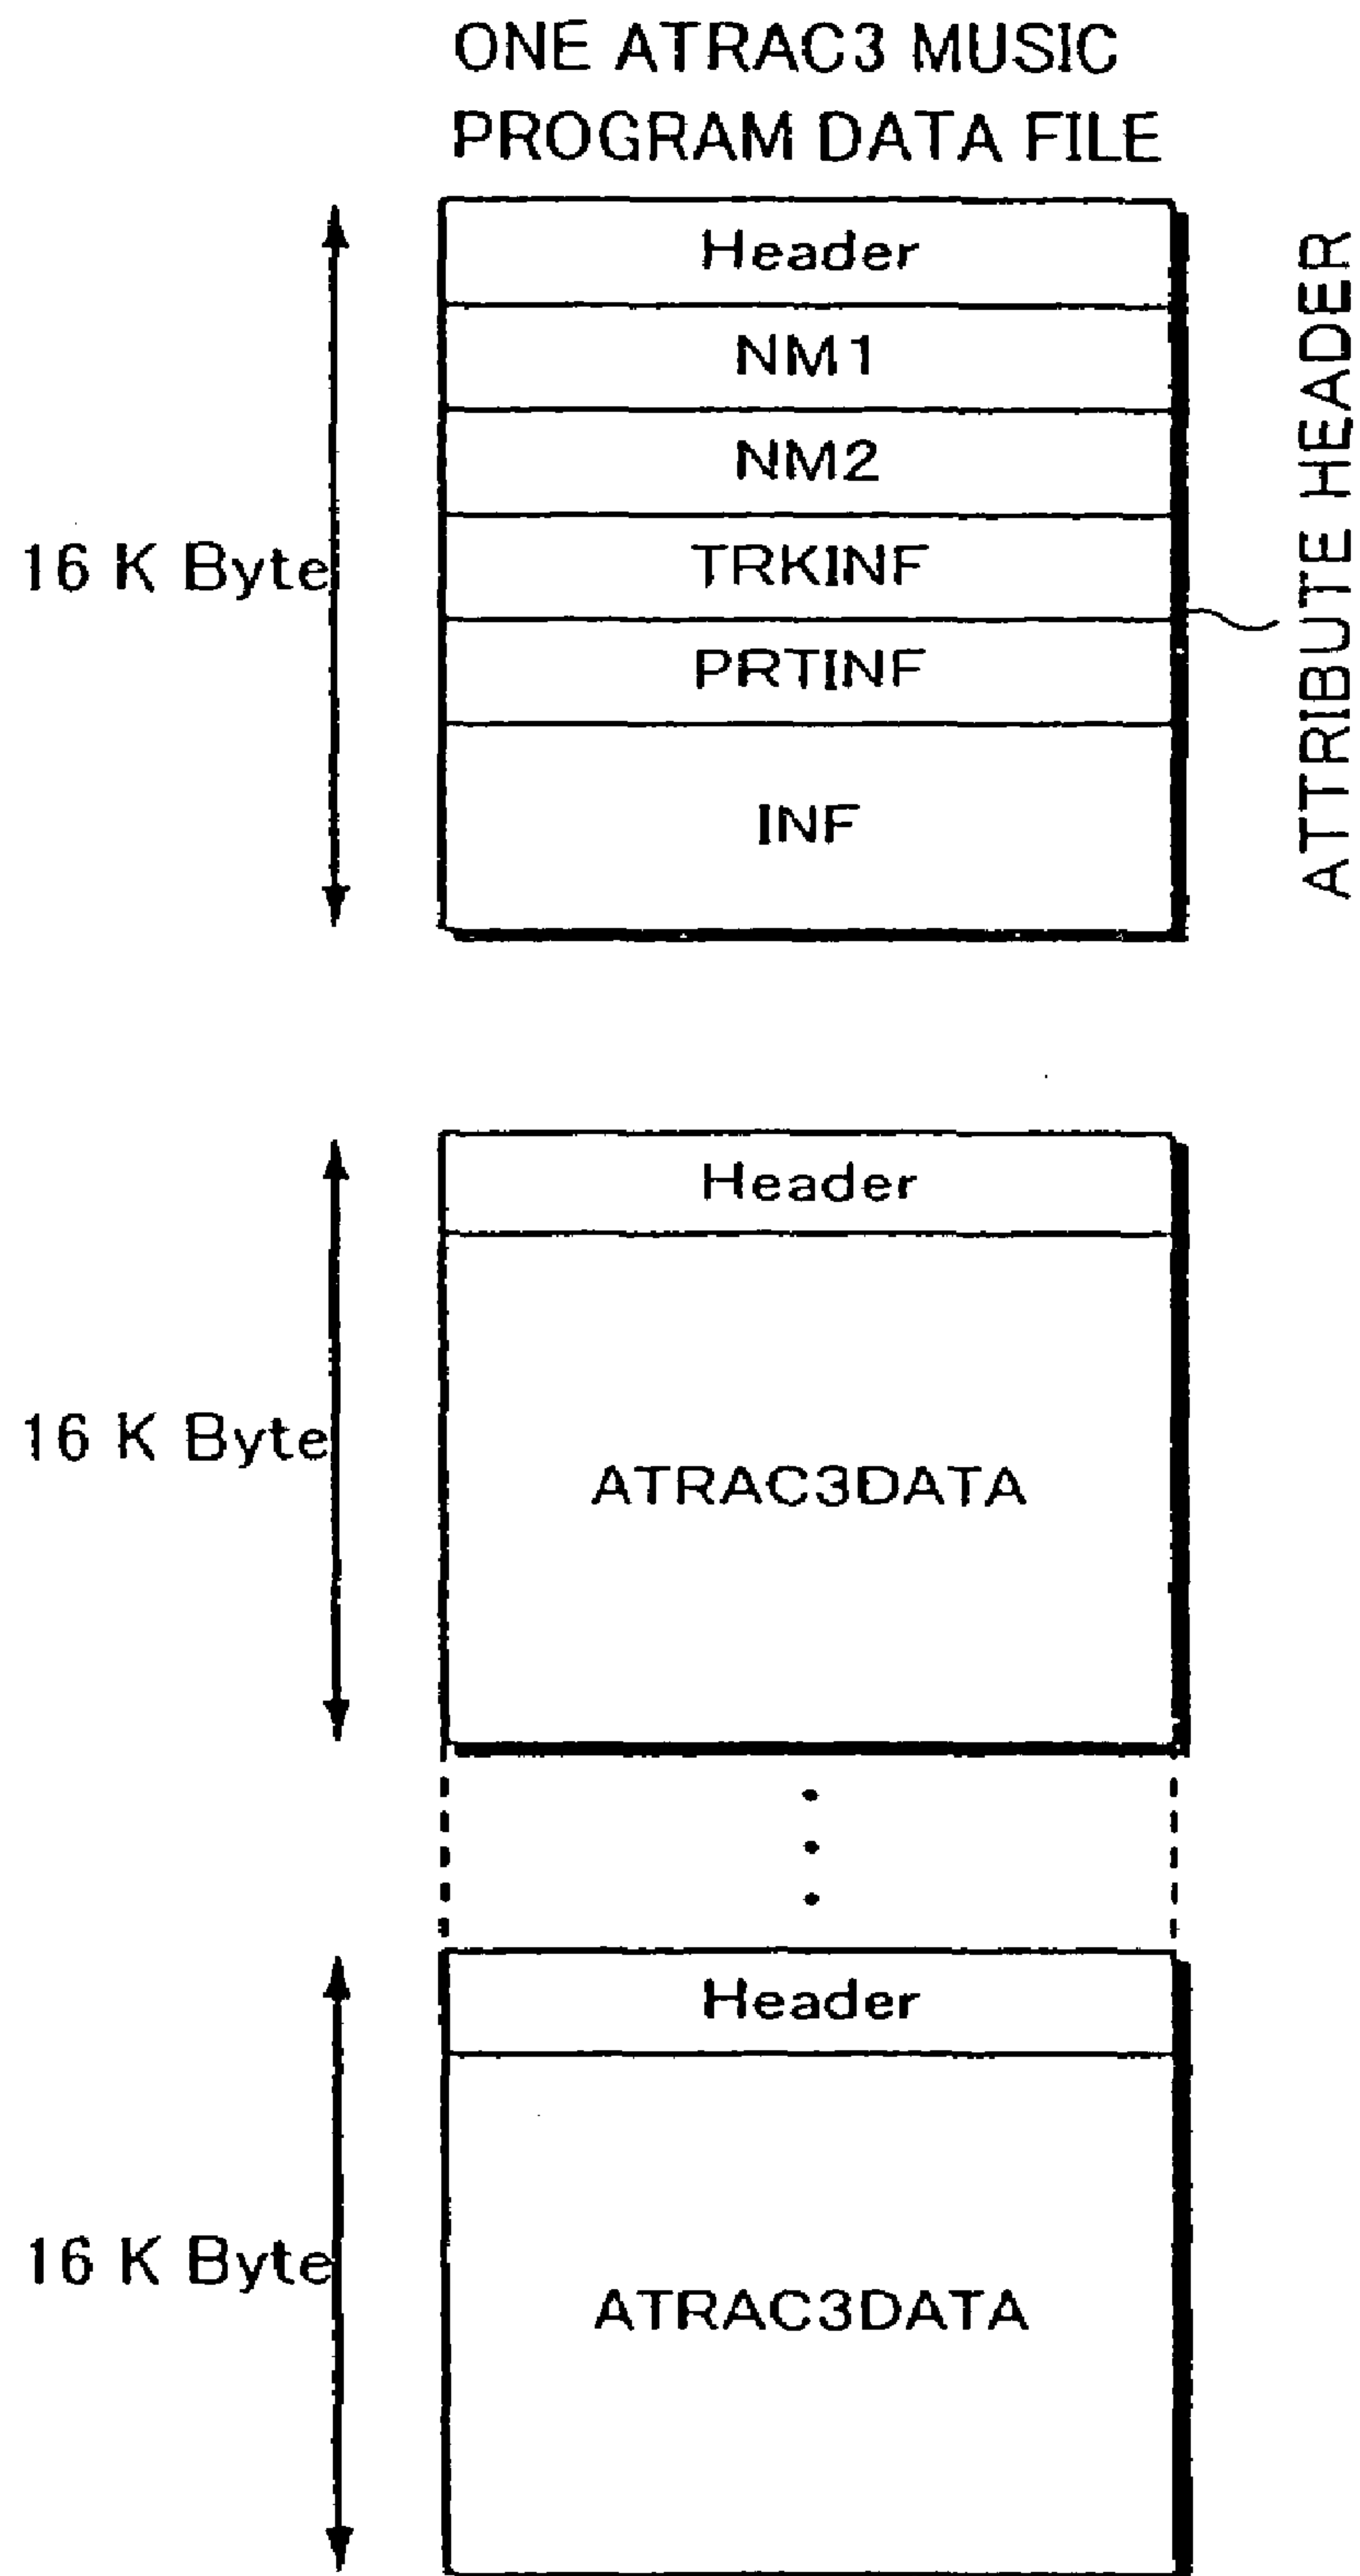 ONE ATRAC3 MUSIC
PROGRAM DATA FILE
Header
NM1
NM2
16 K Byte
TRKINF
PRTINF
INF
ATTRIBUTE HEADER
Header
16 K Byte
ATRAC3DATA
Header
16 K Byte
ATRAC3DATA